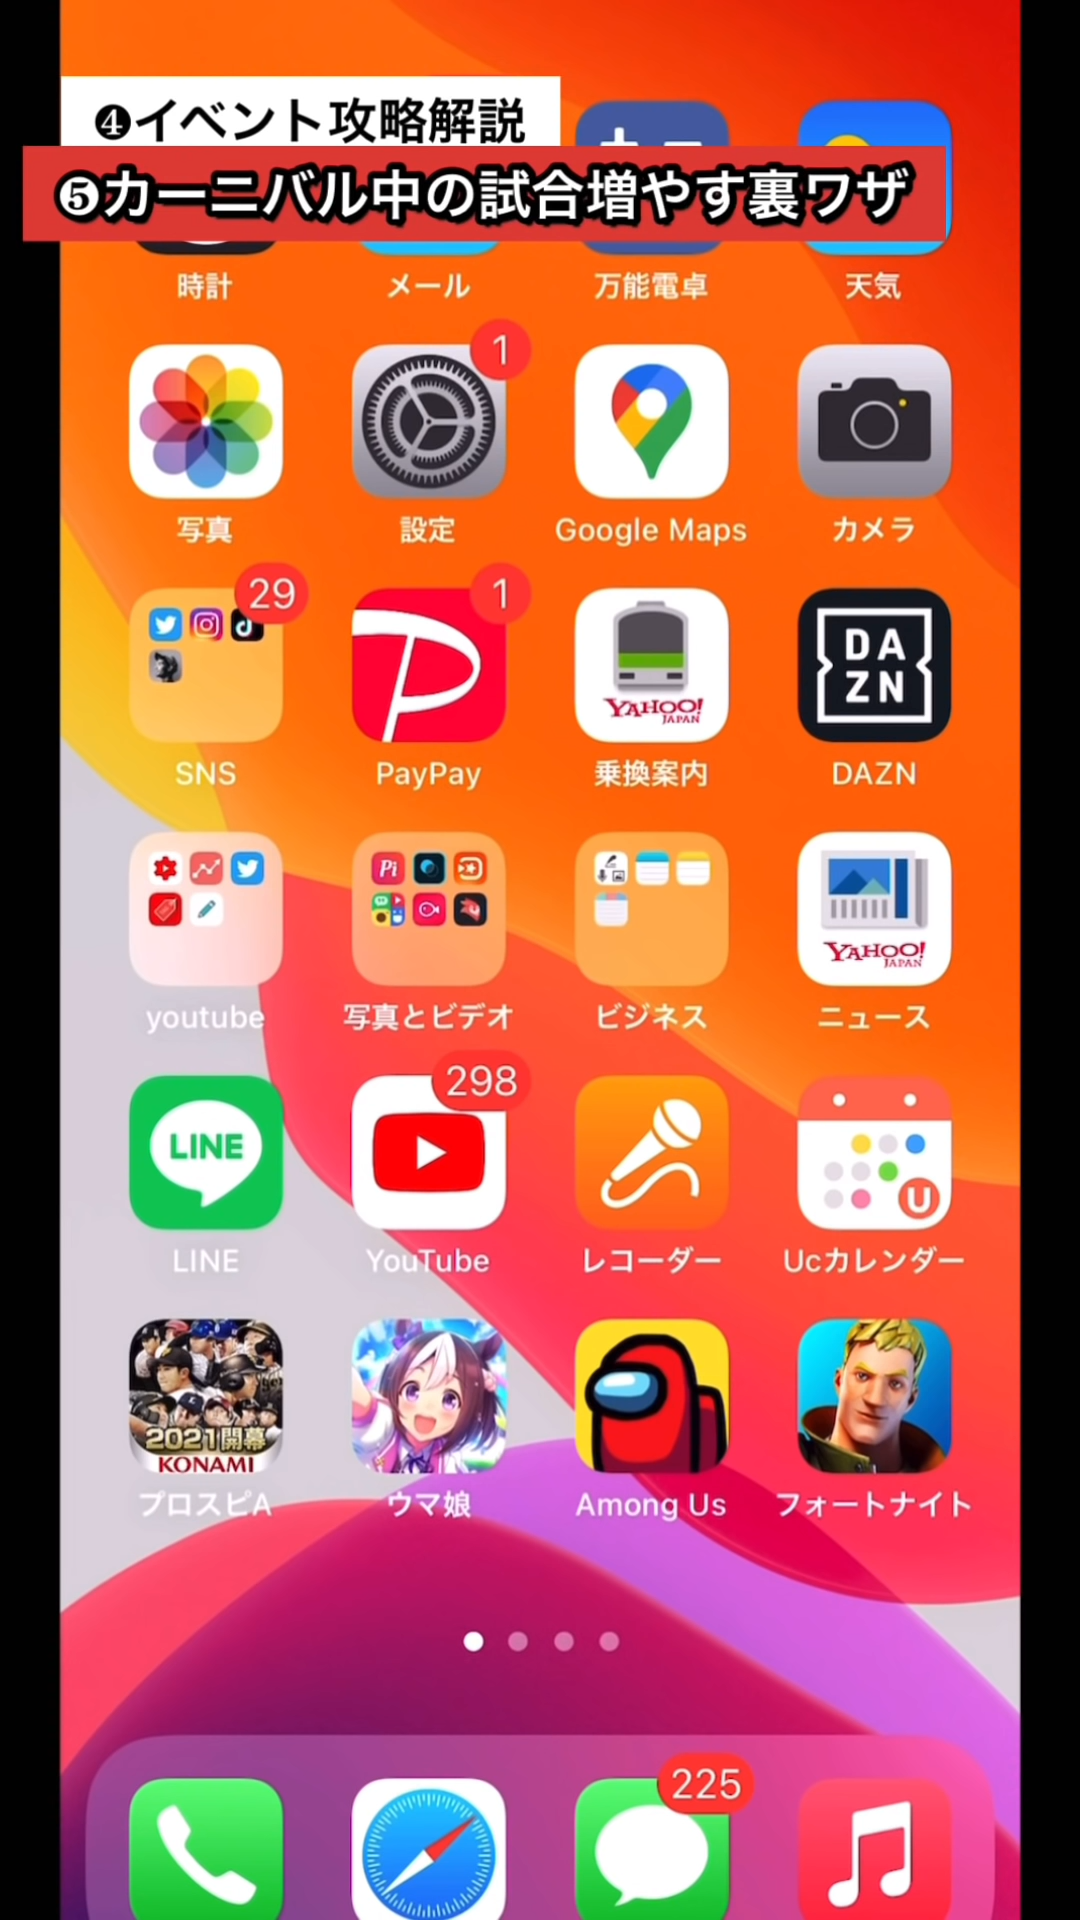 ❹イベント攻略解説
❺カーニバル中の試合増やす裏ワザ
時計 メール 万能電卓 天気
1
写真 設定 Google Maps カメラ
29 1
YAHOO!
JAPAN
DA
ZN
SNS PayPay 乗換案内 DAZN
Pi
YAHOO!
JAPAN
youtube 写真とビデオ ビジネス ニュース
298
LINE
U
LINE YouTube レコーダー Ucカレンダー
2021開幕
KONAMI
プロスピA ウマ娘 Among Us フォートナイト
225